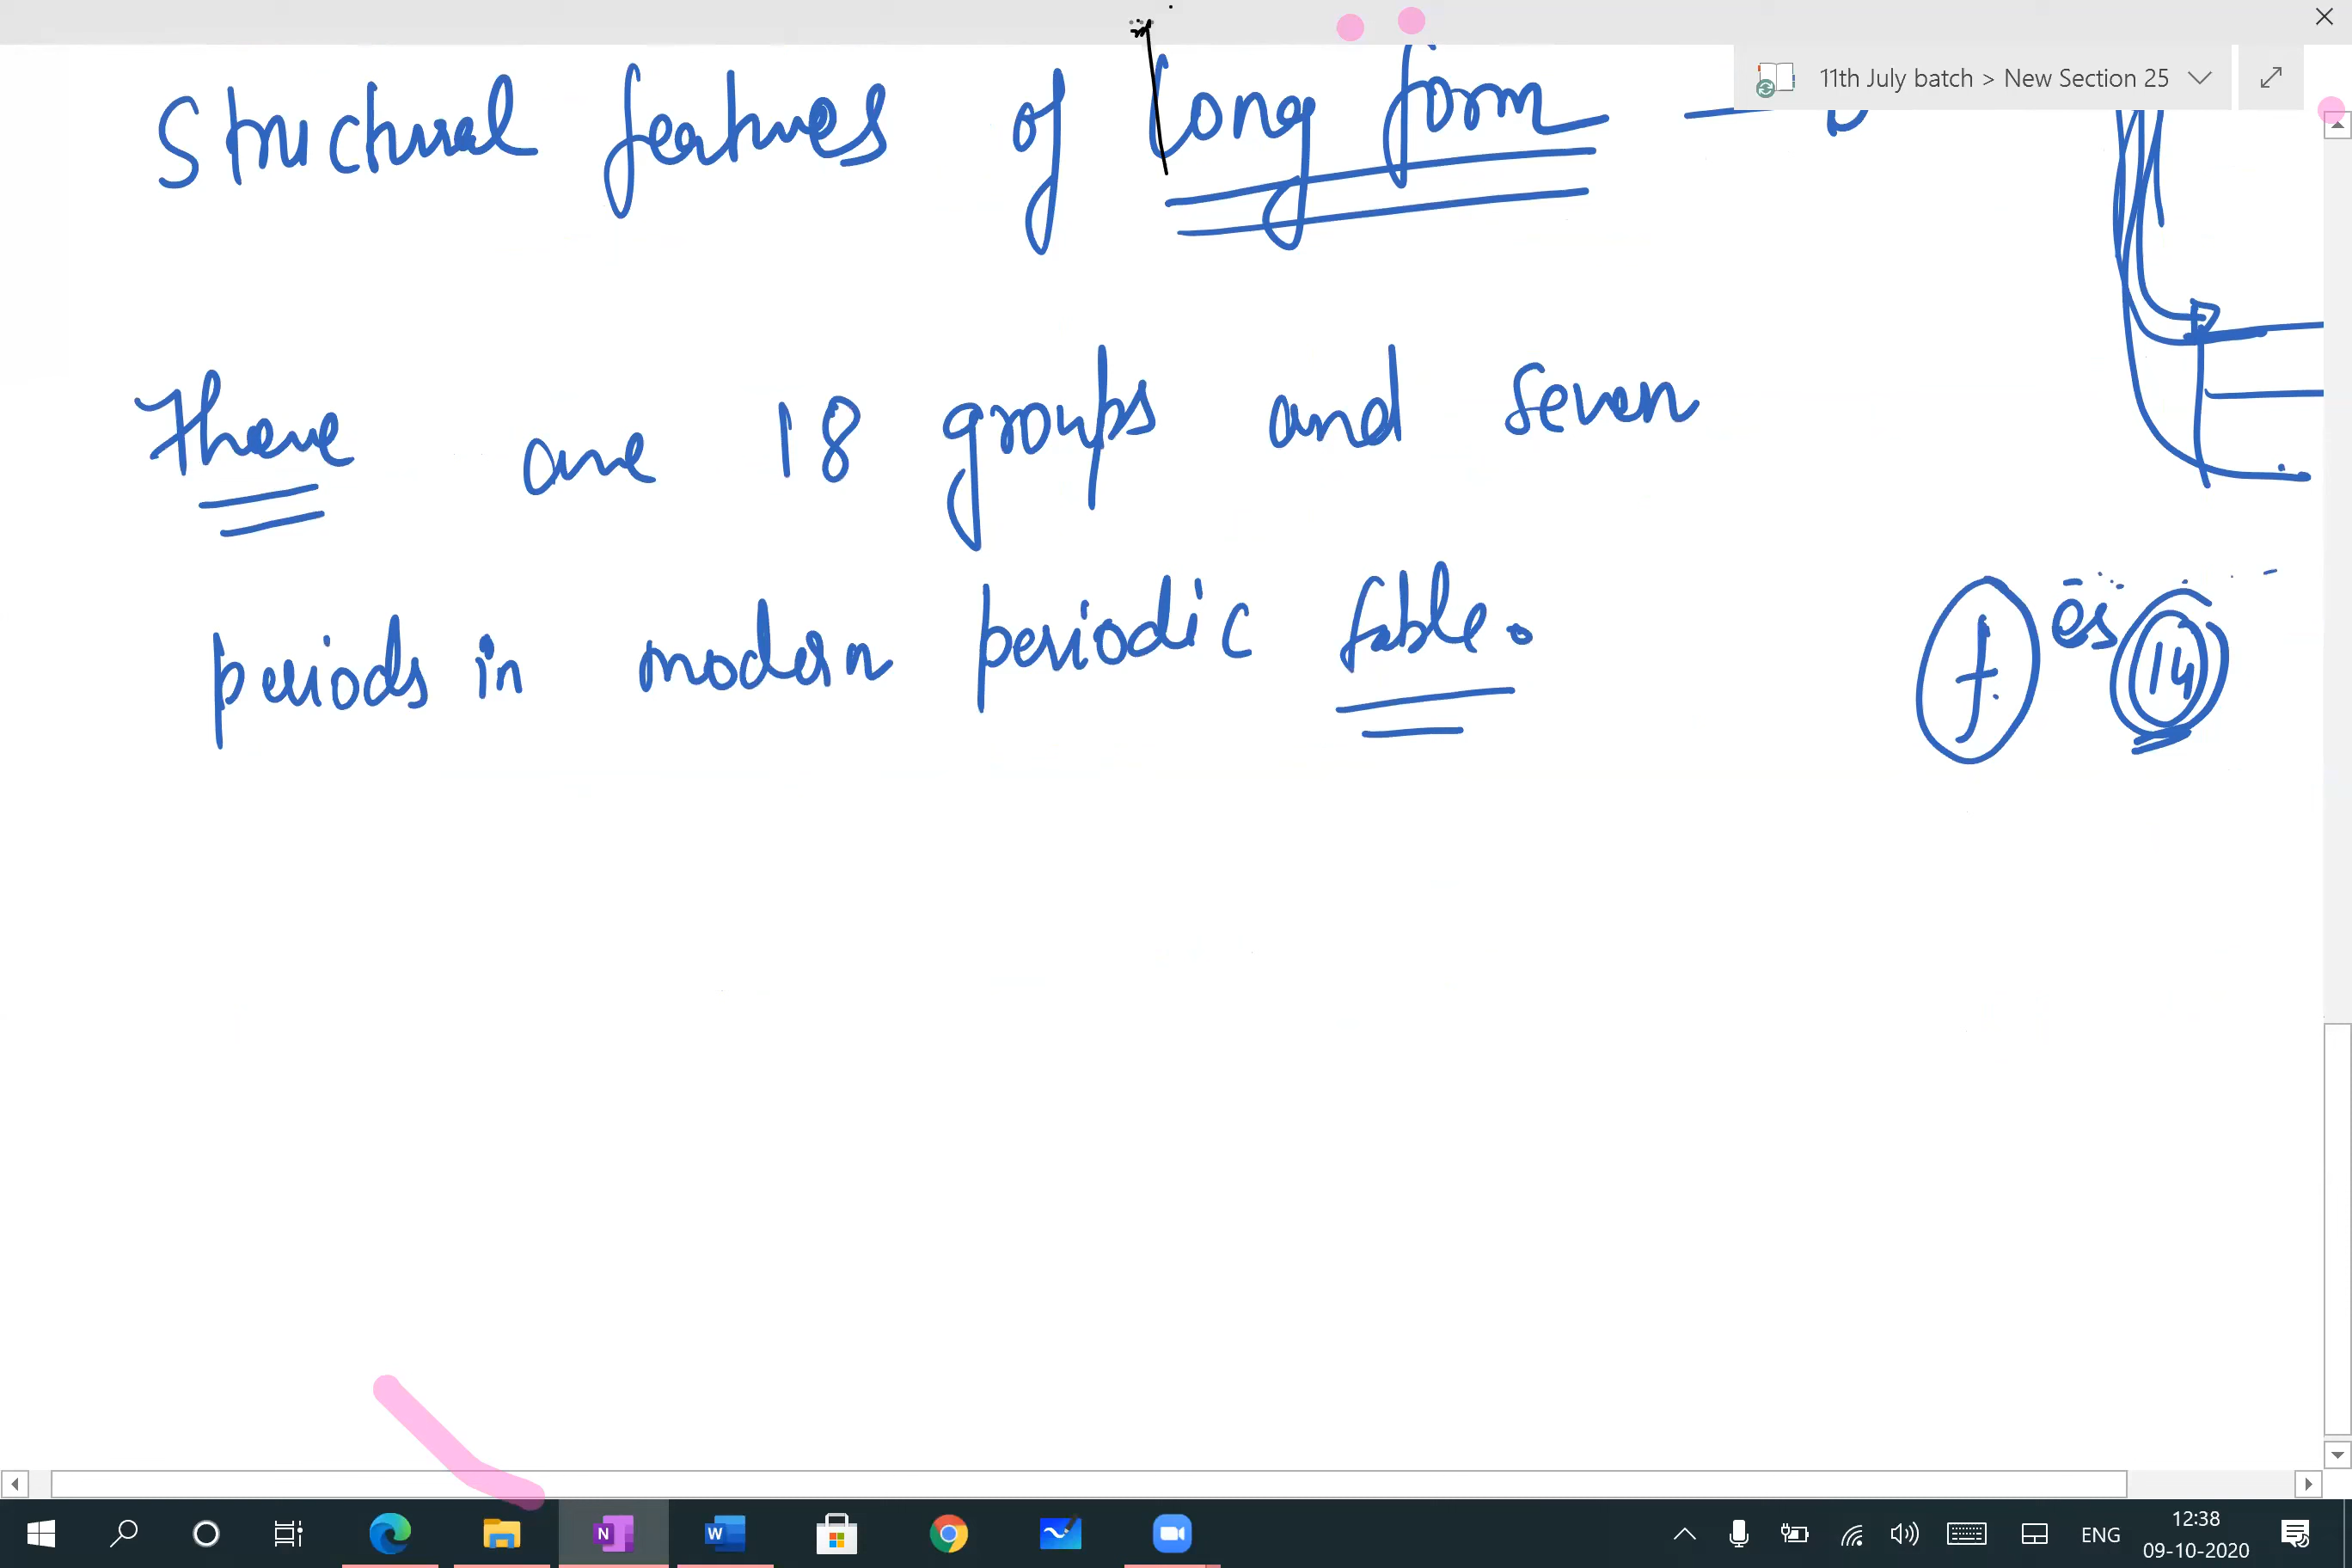 11th July batch > New Section 25
Structural features of long form
There are 18 groups and seven
periods in modern periodic table.
f es 14
ENG
12:38
09-10-2020